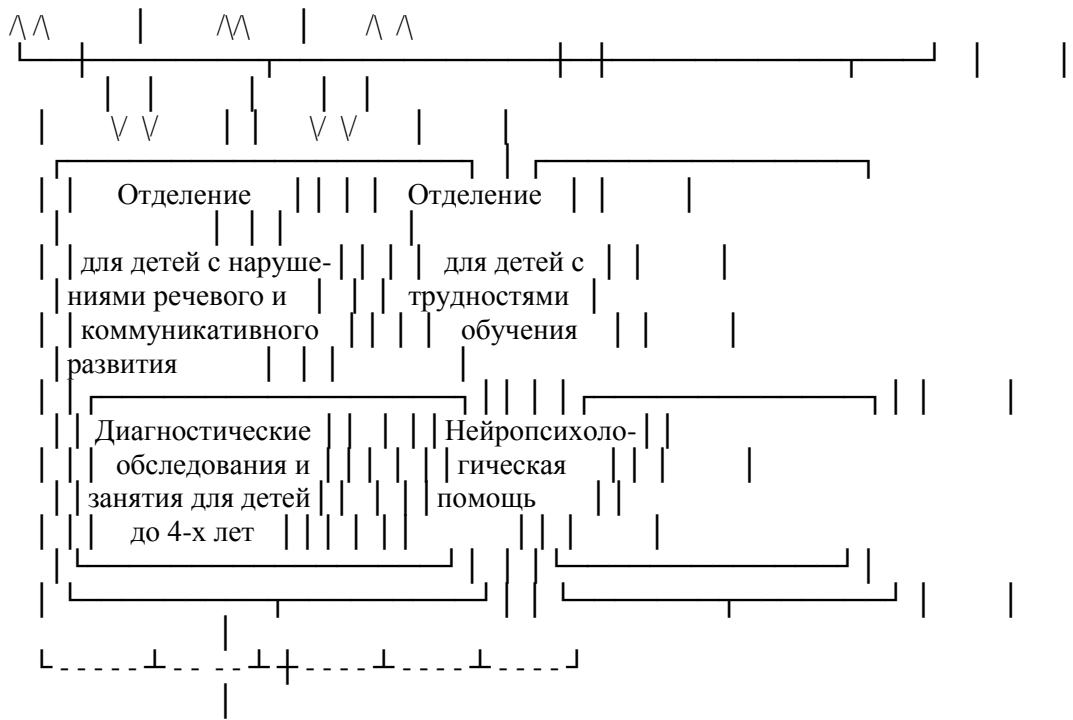 Отделение Отделение
для детей с наруше- для детей с
ниями речевого и трудностями
коммуникативного обучения
развития
Диагностические Нейропсихоло-
обследования и гическая
занятия для детей помощь
до 4-х лет